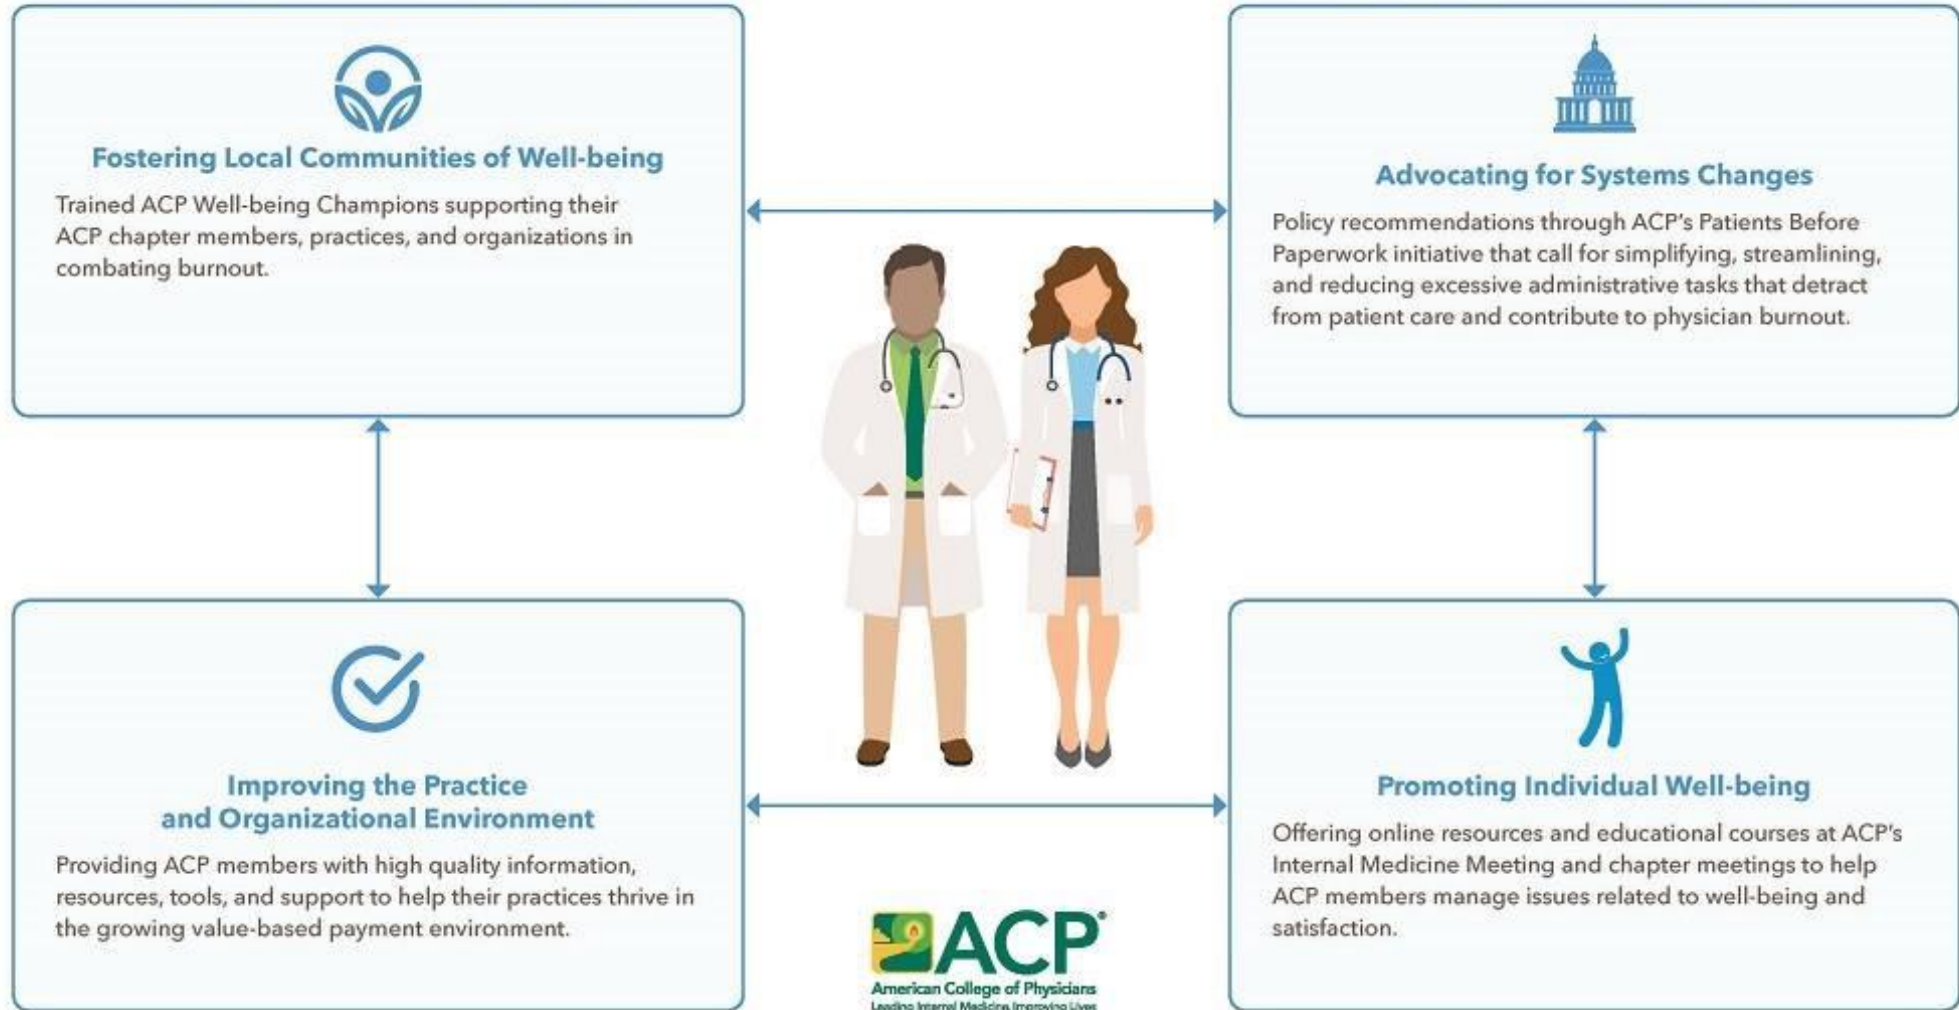 Fostering Local Communities of Well-being
Trained ACP Well-being Champions supporting their
ACP chapter members, practices, and organizations in
combating burnout.
Advocating for Systems Changes
Policy recommendations through ACP's Patients Before
Paperwork initiative that call for simplifying, streamlining,
and reducing excessive administrative tasks that detract
from patient care and contribute to physician burnout.
Improving the Practice
and Organizational Environment
Providing ACP members with high quality information,
resources, tools, and support to help their practices thrive in
the growing value-based payment environment.
Promoting Individual Well-being
Offering online resources and educational courses at ACP's
Internal Medicine Meeting and chapter meetings to help
ACP members manage issues related to well-being and
satisfaction.
ACP®
American College of Physicians
Leading Internal Medicine, Improving Lives